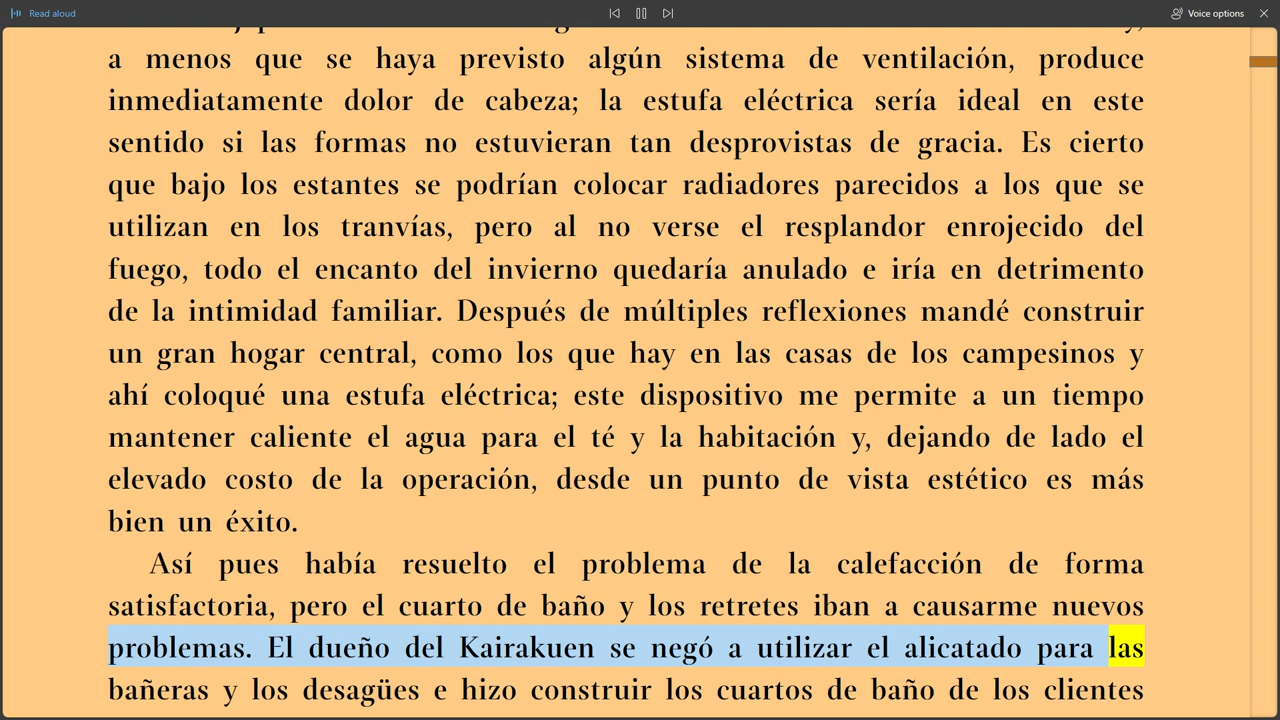 Read aloud
Voice options
a menos que se haya previsto algún sistema de ventilación, produce
inmediatamente dolor de cabeza; la estufa eléctrica sería ideal en este
sentido si las formas no estuvieran tan desprovistas de gracia. Es cierto
que bajo los estantes se podrían colocar radiadores parecidos a los que se
utilizan en los tranvías, pero al no verse el resplandor enrojecido del
fuego, todo el encanto del invierno quedaría anulado e iría en detrimento
de la intimidad familiar. Después de múltiples reflexiones mandé construir
un gran hogar central, como los que hay en las casas de los campesinos y
ahí coloqué una estufa eléctrica; este dispositivo me permite a un tiempo
mantener caliente el agua para el té y la habitación y, dejando de lado el
elevado costo de la operación, desde un punto de vista estético es más
bien un éxito.
Así pues había resuelto el problema de la calefacción de forma
satisfactoria, pero el cuarto de baño y los retretes iban a causarme nuevos
problemas. El dueño del Kairakuen se negó a utilizar el alicatado para las
bañeras y los desagües e hizo construir los cuartos de baño de los clientes